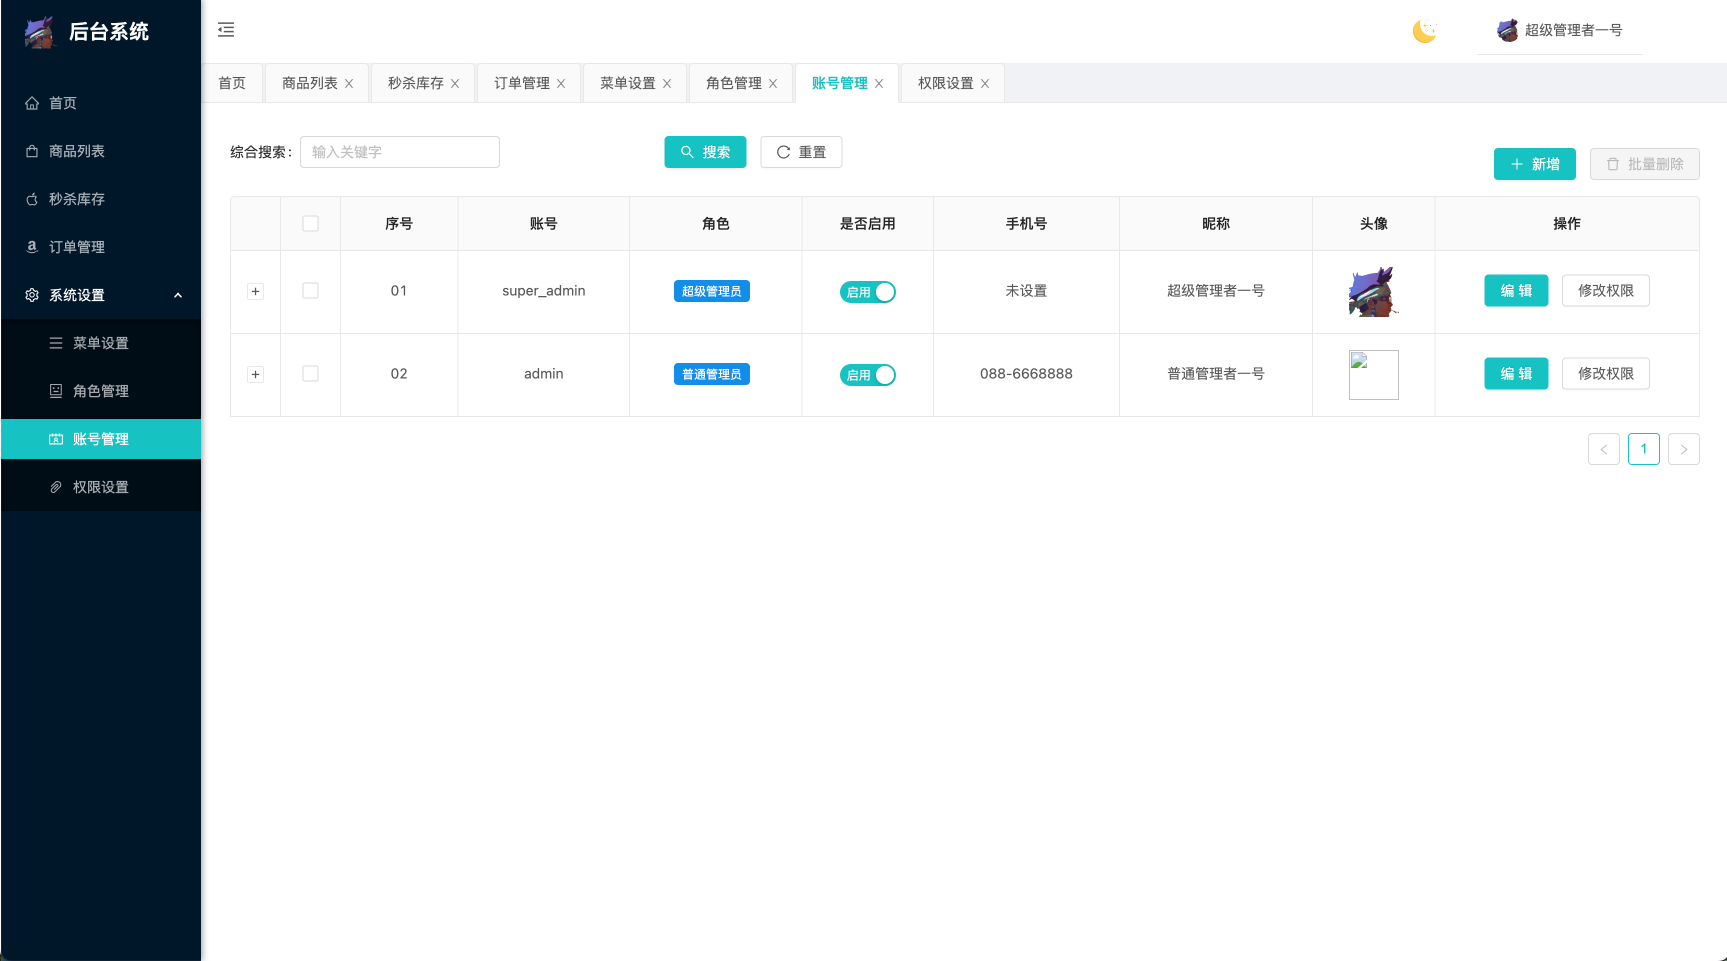 后台系统
超级管理者一号
首页
商品列表
秒杀库存
订单管理
系统设置
菜单设置
角色管理
账号管理
权限设置
首页 商品列表 秒杀库存 订单管理 菜单设置 角色管理 账号管理 权限设置
综合搜索: 输入关键字 搜索 重置
新增 批量删除
序号 账号 角色 是否启用 手机号 昵称 头像 操作
01 super_admin 超级管理员 启用 未设置 超级管理者一号 编 辑 修改权限
02 admin 普通管理员 启用 088-6668888 普通管理者一号 编 辑 修改权限
1